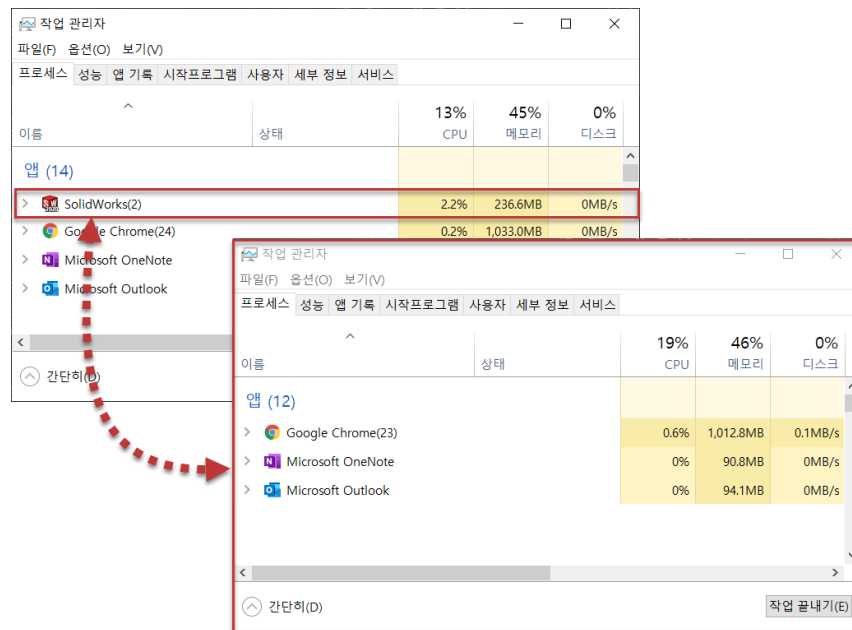 작업 관리자
파일(F) 옵션(O) 보기(V)
프로세스 성능 앱 기록 시작프로그램 사용자 세부 정보 서비스
13% 45% 0%
이름 상태 CPU 메모리 디스크
앱 (14)
SolidWorks(2) 2.2% 236.6MB 0MB/s
Google Chrome(24) 0.2% 1,033.0MB 0MB/s
Microsoft OneNote
Microsoft Outlook
간단히(D)
작업 관리자
파일(F) 옵션(O) 보기(V)
프로세스 성능 앱 기록 시작프로그램 사용자 세부 정보 서비스
19% 46% 0%
이름 상태 CPU 메모리 디스크
앱 (12)
Google Chrome(23) 0.6% 1,012.8MB 0.1MB/s
Microsoft OneNote 0% 90.8MB 0MB/s
Microsoft Outlook 0% 94.1MB 0MB/s
간단히(D) 작업 끝내기(E)